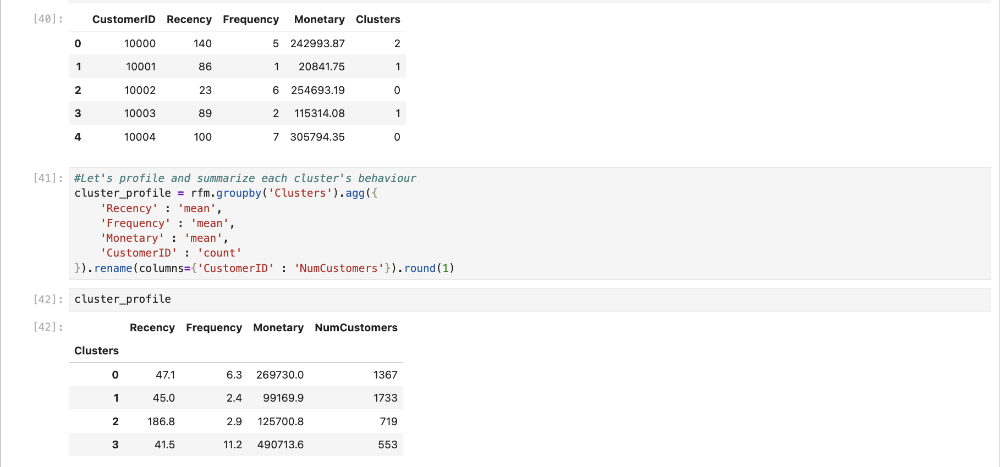 [40]:
CustomerID Recency Frequency Monetary Clusters
0 10000 140 5 242993.87 2
1 10001 86 1 20841.75 1
2 10002 23 6 254693.19 0
3 10003 89 2 115314.08 1
4 10004 100 7 305794.35 0
[41]: #Let's profile and summarize each cluster's behaviour
cluster_profile = rfm.groupby('Clusters').agg({
    'Recency' : 'mean',
    'Frequency' : 'mean',
    'Monetary' : 'mean',
    'CustomerID' : 'count'
}).rename(columns={'CustomerID' : 'NumCustomers'}).round(1)
[42]: cluster_profile
[42]: Recency Frequency Monetary NumCustomers
Clusters
0 47.1 6.3 269730.0 1367
1 45.0 2.4 99169.9 1733
2 186.8 2.9 125700.8 719
3 41.5 11.2 490713.6 553